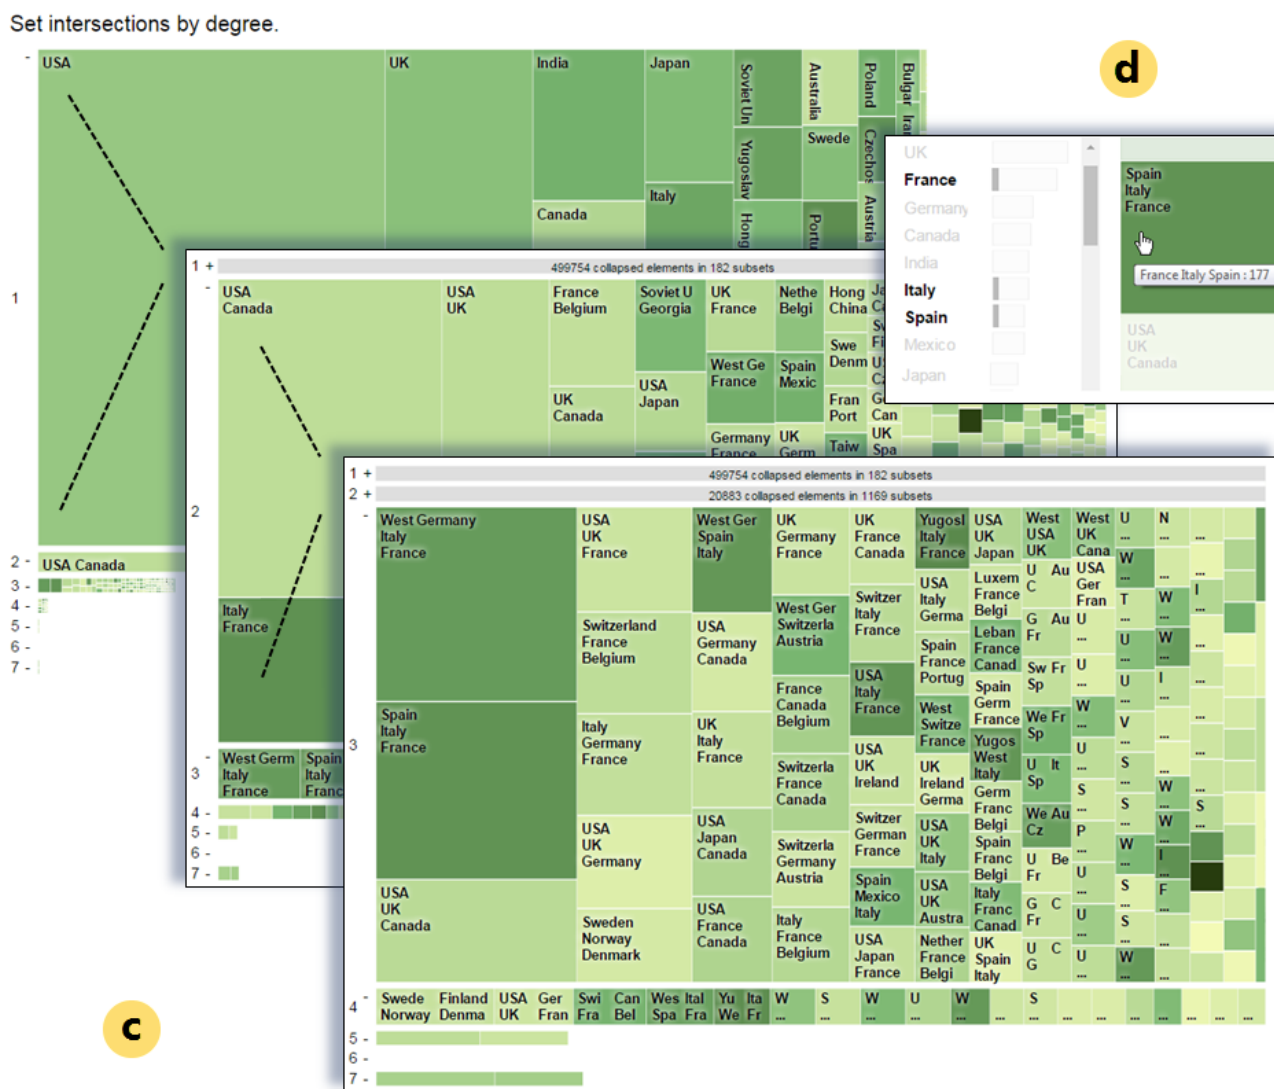 Set intersections by degree.
-
USA
UK
India
Japan
Soviet Un
Australia
Poland
Bulgar
Yugoslav
Swede
Czechos
Iran
Canada
Italy
Hong
Portu
Austria
1
2 -
USA Canada
3 -
4 -
5 -
6 -
7 -
d
UK
France
Germany
Canada
India
Italy
Spain
Mexico
Japan
Spain
Italy
France
France Italy Spain : 177
USA
UK
Canada
1 +
499754 collapsed elements in 182 subsets
-
USA
Canada
USA
UK
France
Belgium
Soviet U
Georgia
UK
France
Nethe
Belgi
Hong
China
UK
Canada
USA
Japan
West Ge
France
Spain
Mexic
Swe
Denm
Fran
Port
Germany
France
UK
Germ
Taiw
Can
UK
Spa
2
Italy
France
-
3
West Germ
Italy
France
Spain
Italy
Franc
4 -
5 -
6 -
7 -
1 +
499754 collapsed elements in 182 subsets
2 +
20883 collapsed elements in 1169 subsets
-
3
West Germany
Italy
France
Spain
Italy
France
USA
UK
Canada
USA
UK
France
Switzerland
France
Belgium
Italy
Germany
France
USA
UK
Germany
Sweden
Norway
Denmark
West Ger
Spain
Italy
USA
Germany
Canada
UK
Italy
France
USA
Japan
Canada
USA
France
Canada
UK
Germany
France
West Ger
Switzerla
Austria
France
Canada
Belgium
Switzerla
France
Canada
Switzerla
Germany
Austria
Italy
France
Belgium
UK
France
Canada
Switzer
Italy
France
USA
Italy
France
USA
UK
Ireland
Switzer
German
France
Spain
Mexico
Italy
USA
Japan
France
Yugosl
Italy
France
USA
Italy
Germa
Spain
France
Portug
West
Switze
France
UK
Ireland
Germa
USA
UK
Italy
USA
UK
Austra
Nether
France
Belgi
USA
UK
Japan
Luxem
France
Belgi
Leban
France
Canad
Spain
Germ
France
Yugos
West
Italy
Germ
Franc
Belgi
Spain
Franc
Belgi
Italy
Franc
Canad
UK
Spain
Italy
West
USA
UK
U Au
C
G Au
Fr
Sw Fr
Sp
We Fr
Sp
U It
Sp
We Au
Cz
U Be
Fr
G C
Fr
U C
G
West
UK
Cana
USA
Ger
Fran
U
...
U
...
W
...
U
...
S
...
P
...
U
...
U
...
U
...
U
...
W
...
T
...
U
...
U
...
V
...
S
...
S
...
W
...
S
...
S
...
W
...
N
...
...
W
...
W
...
I
...
...
W
...
W
...
I
...
F
...
...
...
I
...
...
...
S
...
-
4
Swede
Norway
Finland
Denma
USA
UK
Ger
Fran
Swi
Fra
Can
Bel
Wes
Spa
Ital
Fra
Yu
We
Ita
Fr
W
...
S
...
W
...
U
...
W
...
...
S
...
...
...
...
...
...
...
...
5 -
6 -
7 -
c